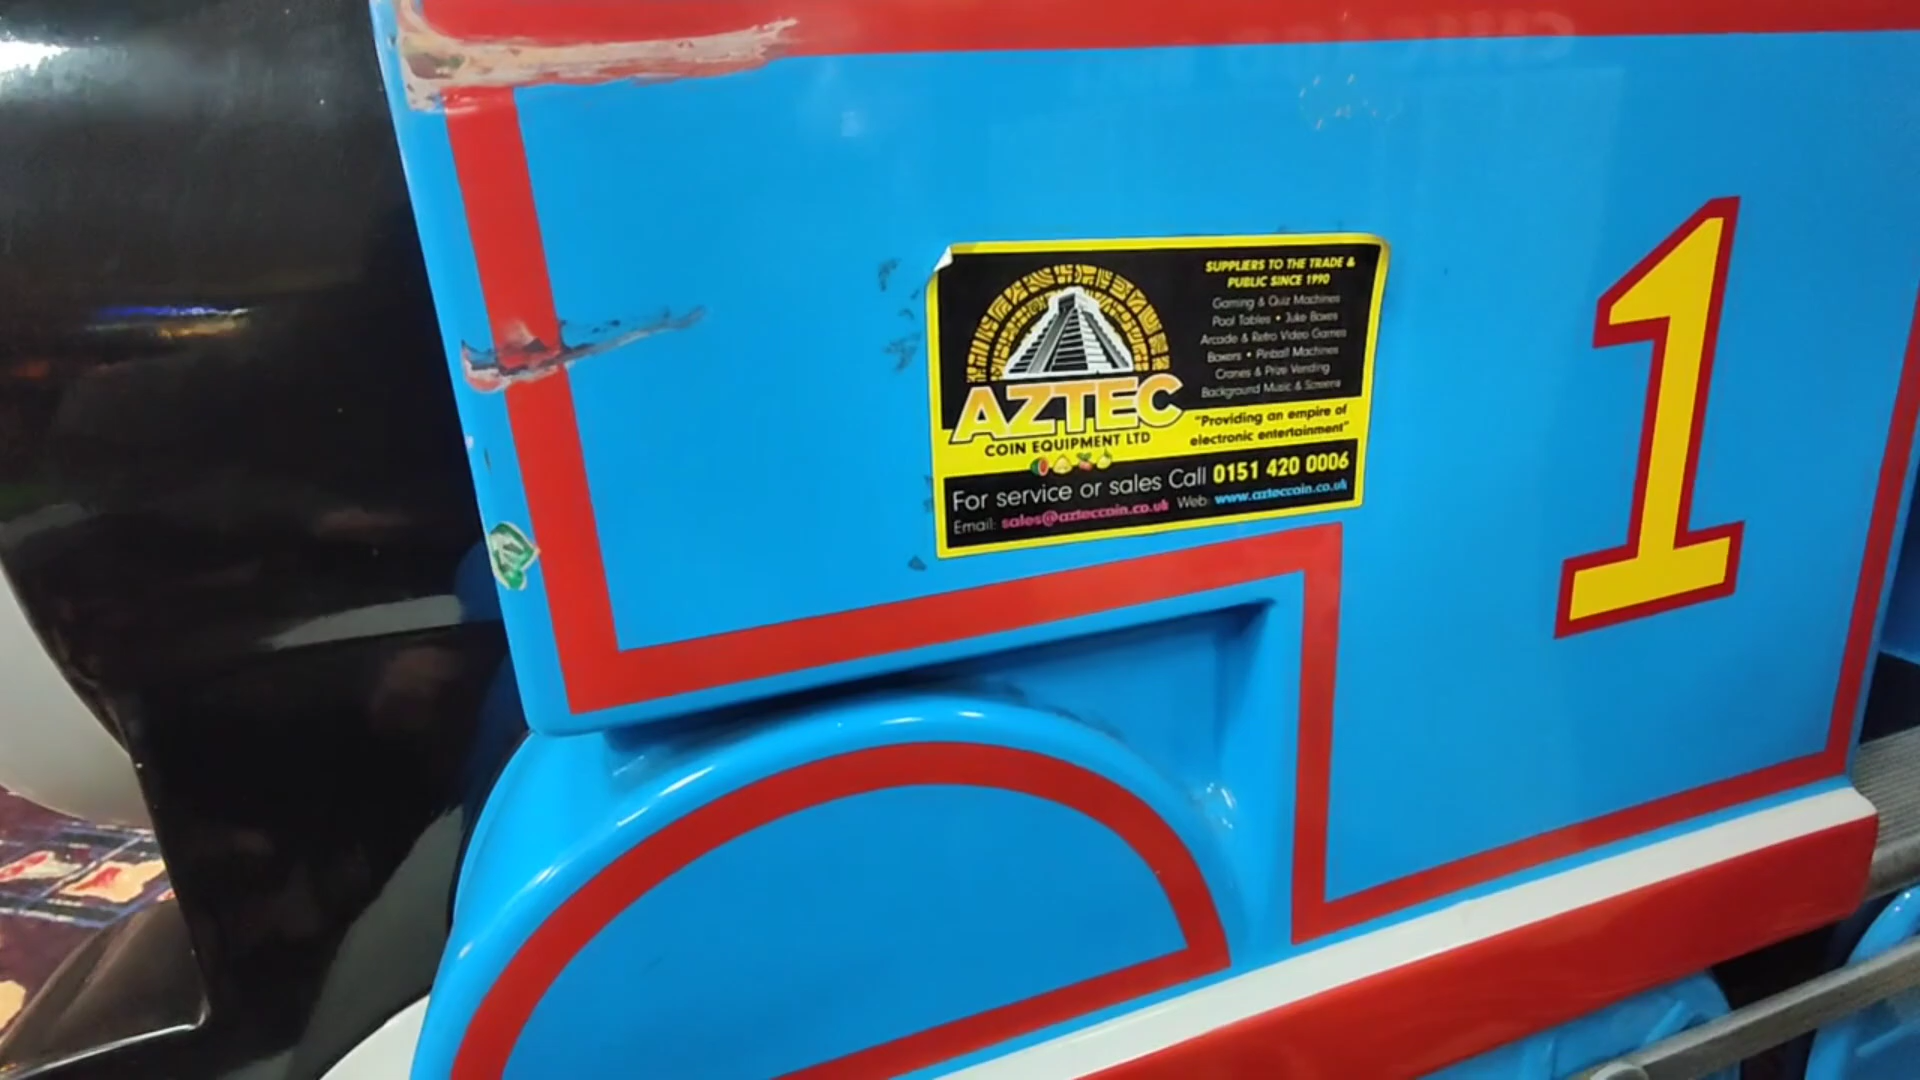 SUPPLIERS TO THE TRADE &
PUBLIC SINCE 1990
Gaming & Quiz Machines
Pool Tables • Juke Boxes
Arcade & Retro Video Games
Boxers • Pinball Machines
Cranes & Prize Vending
Background Music & Screens
AZTEC
COIN EQUIPMENT LTD
"Providing an empire of
electronic entertainment"
For service or sales Call 0151 420 0006
Email: sales@azteccoin.co.uk Web: www.azteccoin.co.uk
1